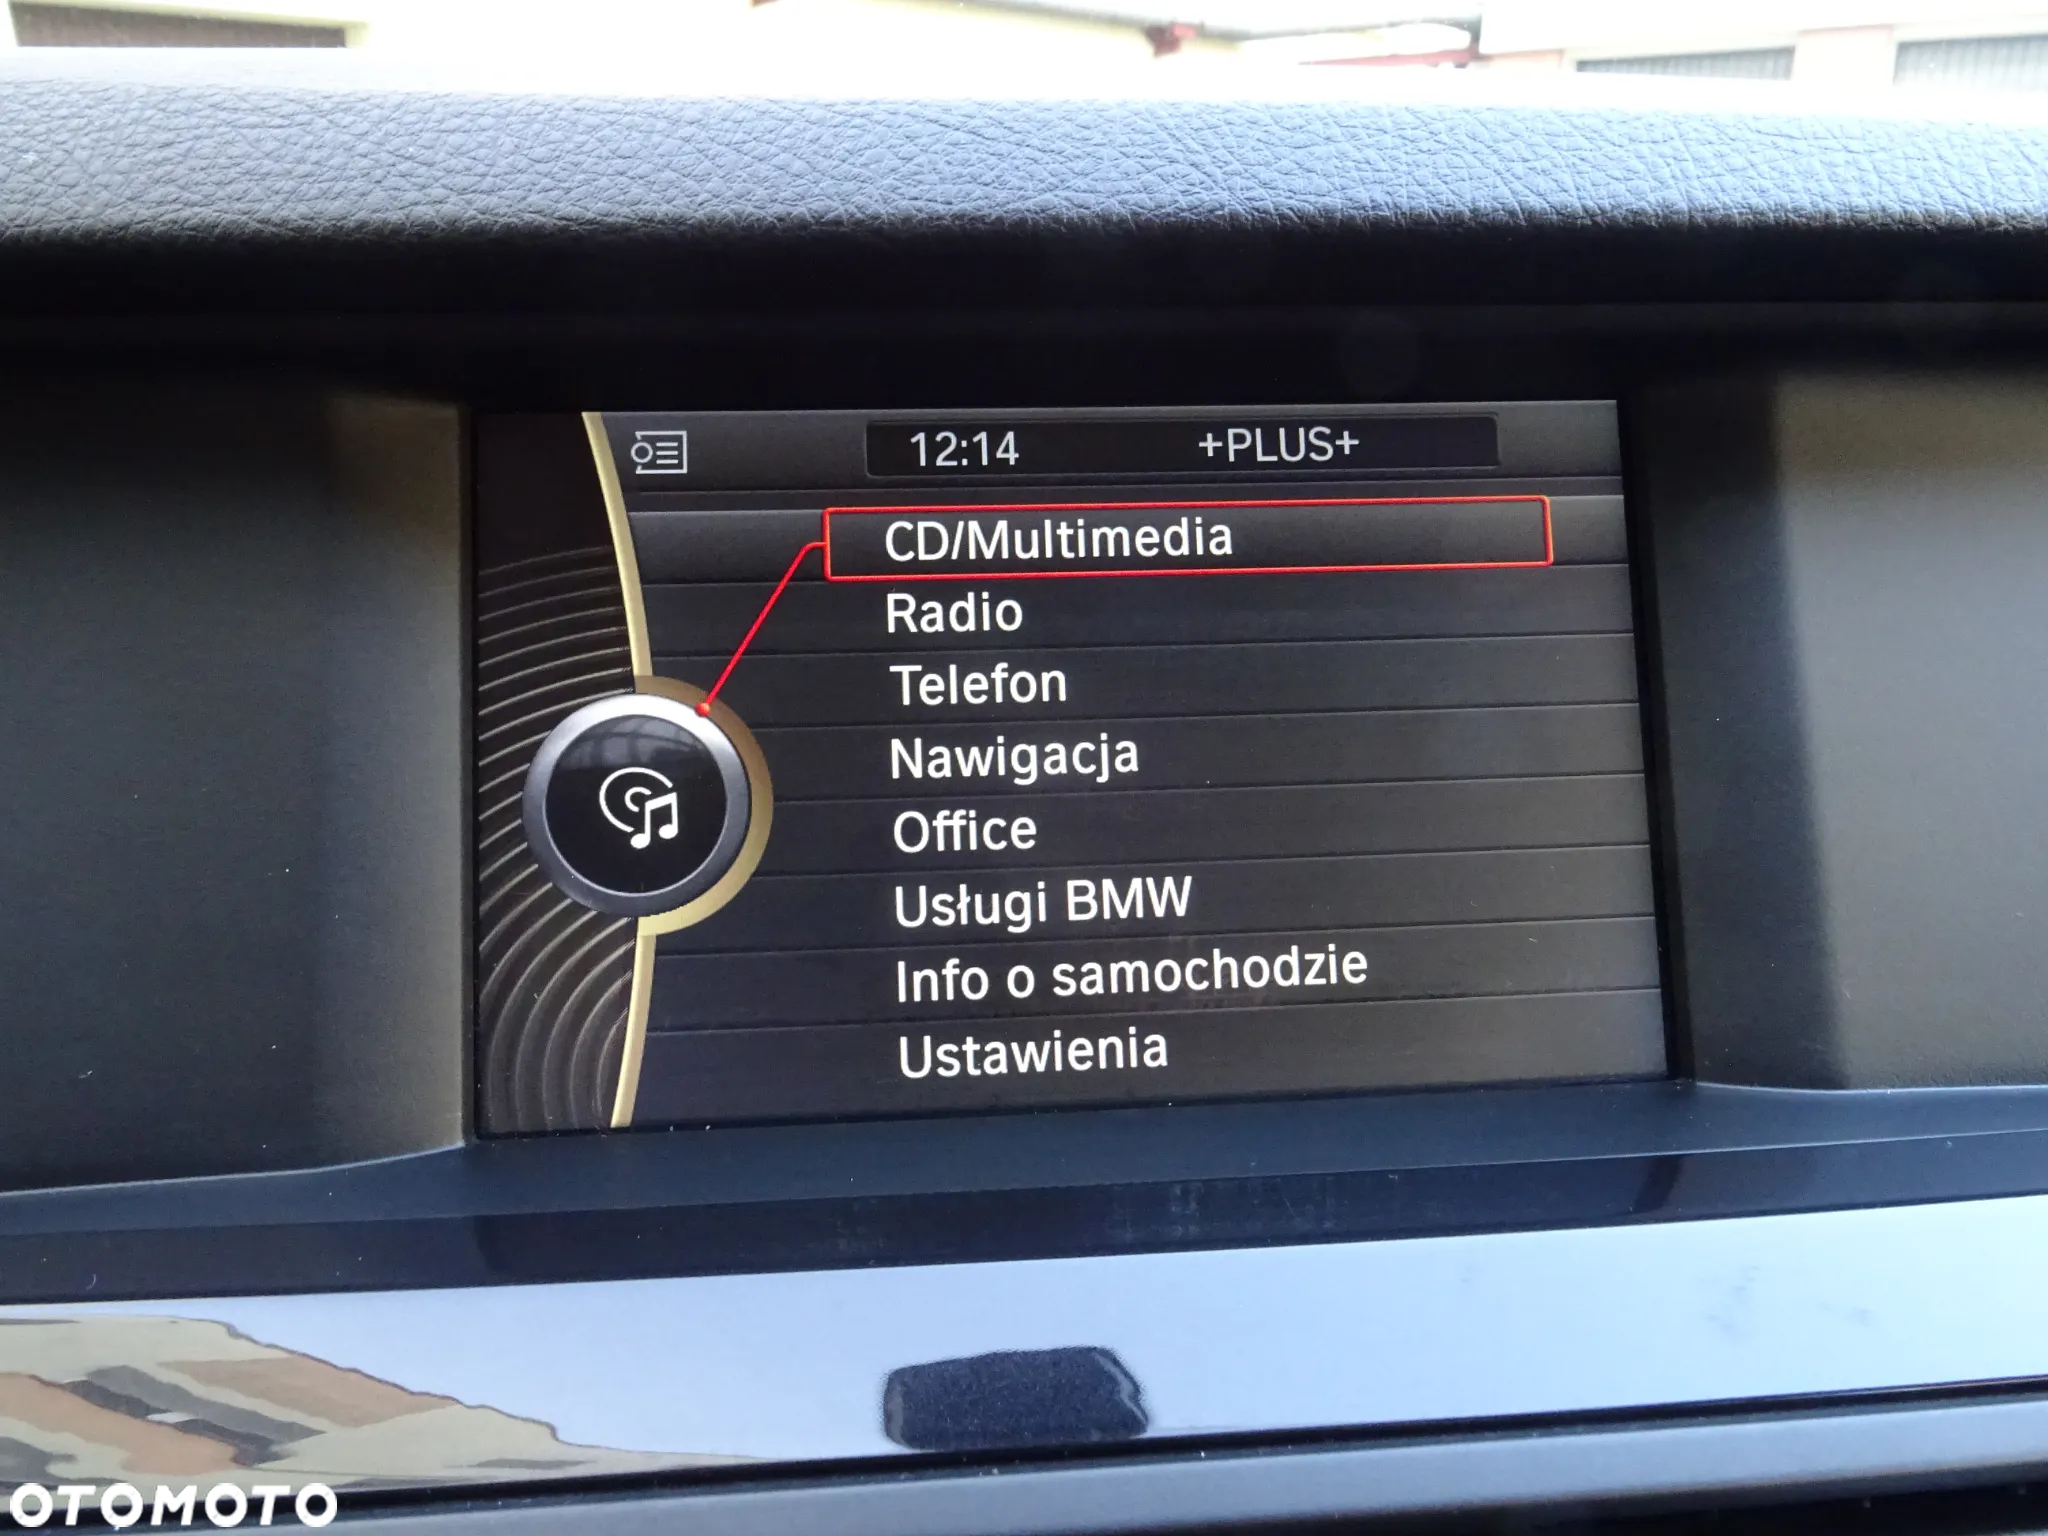 12:14 +PLUS+
CD/Multimedia
Radio
Telefon
Nawigacja
Office
Usługi BMW
Info o samochodzie
Ustawienia
OTOMOTO